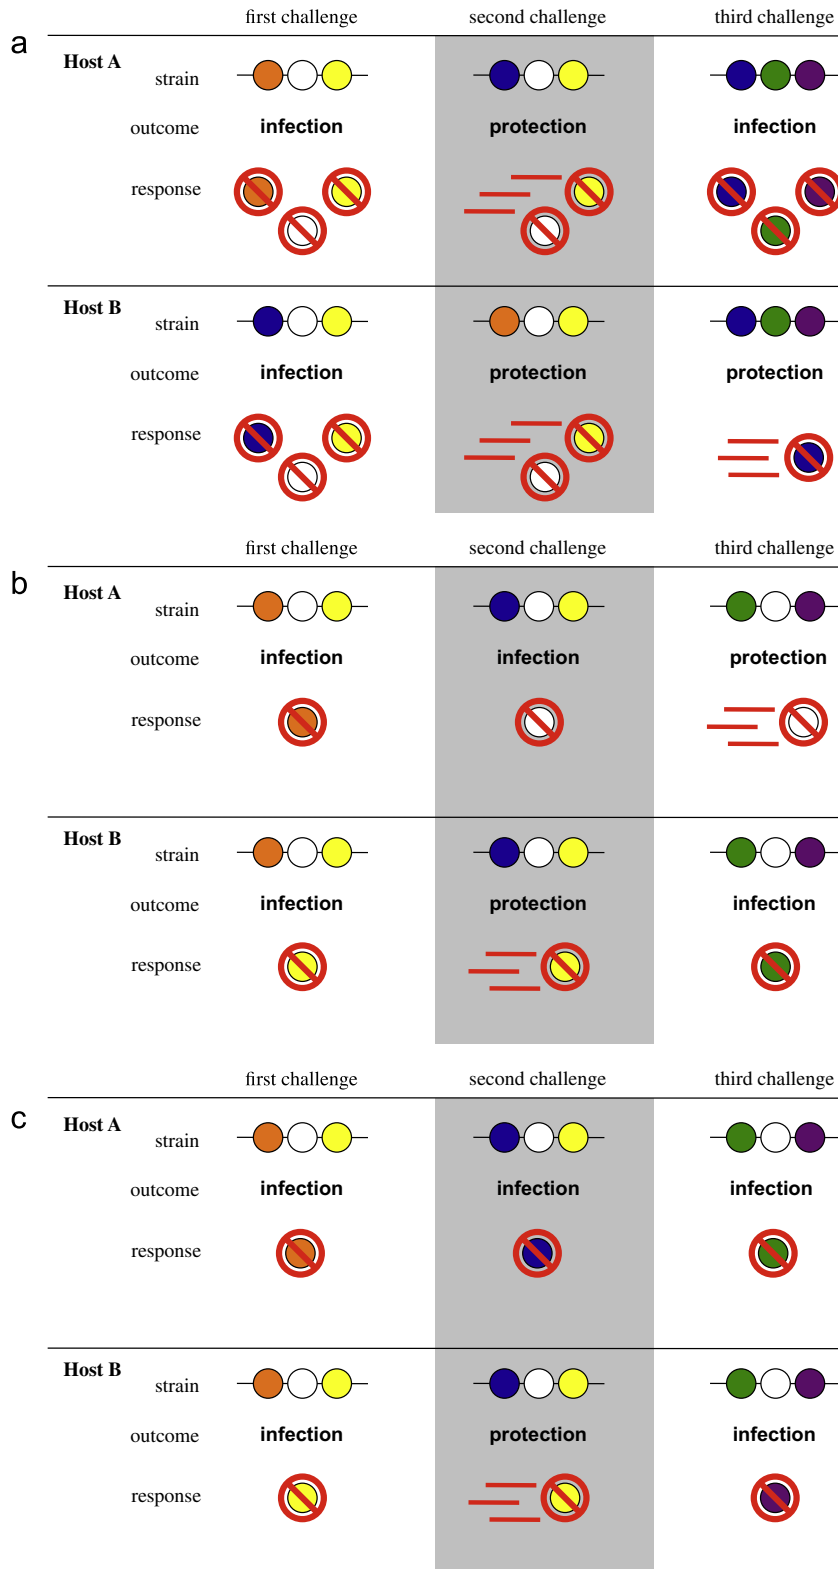 first challenge second challenge third challenge
a
Host A
strain
outcome infection protection infection
response
Host B
strain
outcome infection protection protection
response
first challenge second challenge third challenge
b
Host A
strain
outcome infection infection protection
response
Host B
strain
outcome infection protection infection
response
first challenge second challenge third challenge
c
Host A
strain
outcome infection infection infection
response
Host B
strain
outcome infection protection infection
response